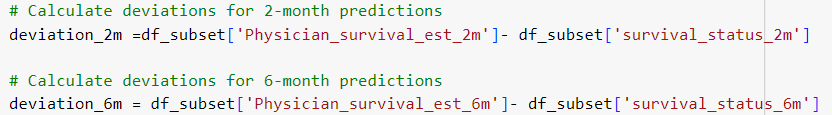 # Calculate deviations for 2-month predictions
deviation_2m =df_subset['Physician_survival_est_2m']- df_subset['survival_status_2m']
# Calculate deviations for 6-month predictions
deviation_6m = df_subset['Physician_survival_est_6m']- df_subset['survival_status_6m']